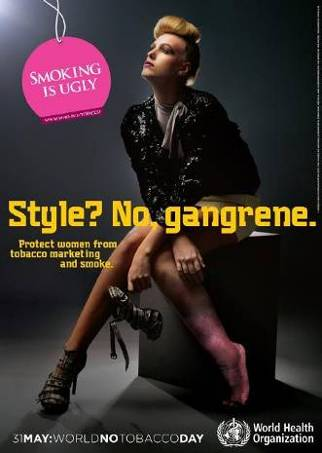 SMOKING
IS UGLY
Style? No, gangrene.
Protect women from
tobacco marketing
and smoke.
31MAY:WORLDNOTOBACCODAY
World Health
Organization